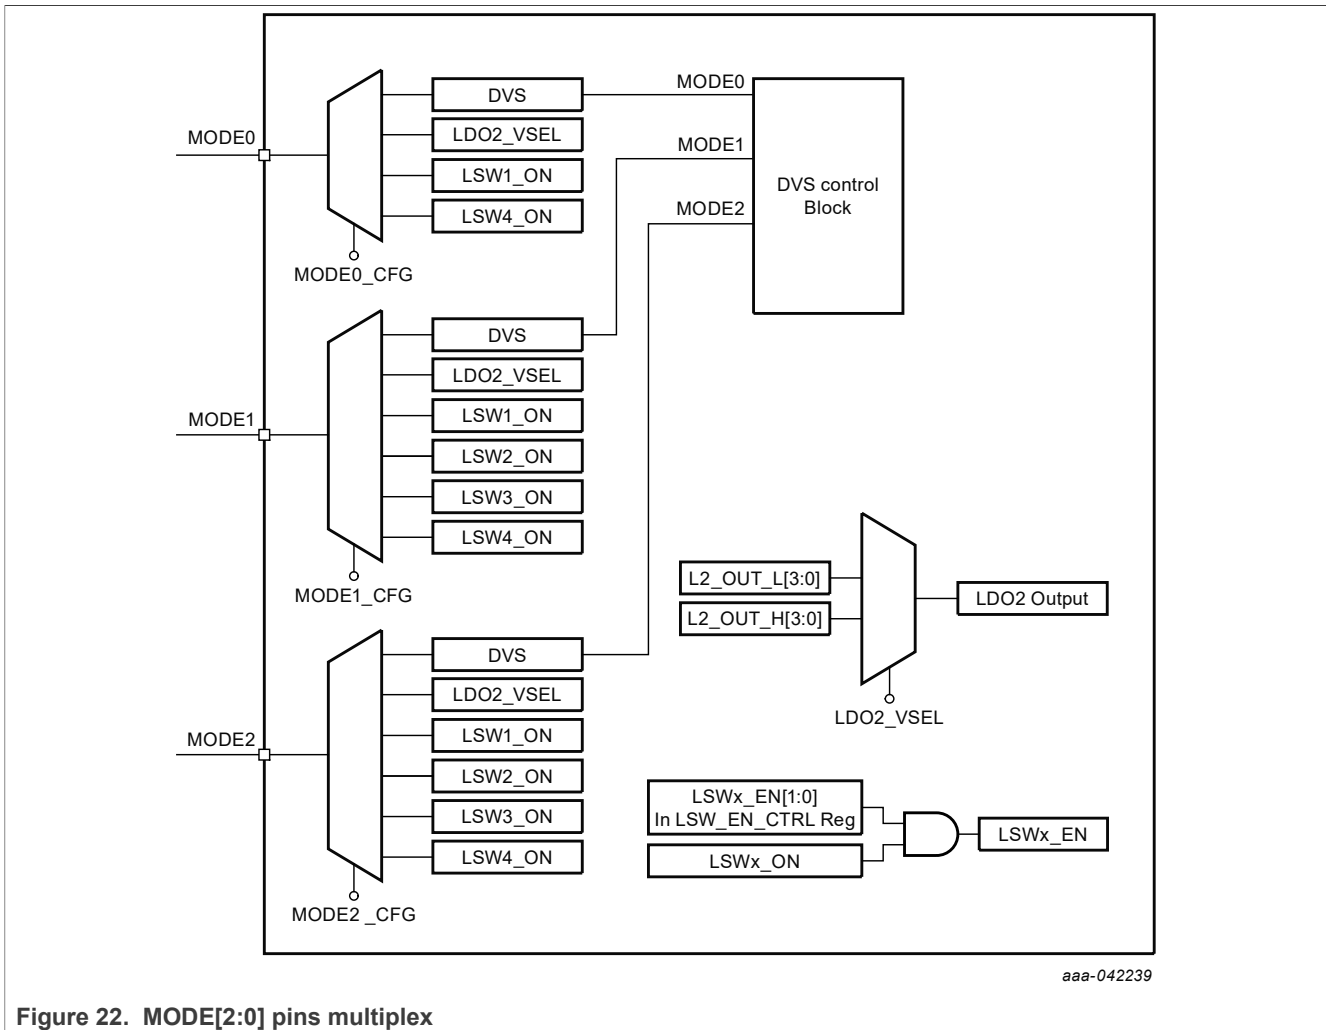 MODE0
DVS
LDO2_VSEL
LSW1_ON
LSW4_ON
MODE0_CFG
MODE0
MODE1
MODE2
DVS control
Block
MODE1
DVS
LDO2_VSEL
LSW1_ON
LSW2_ON
LSW3_ON
LSW4_ON
MODE1_CFG
L2_OUT_L[3:0]
L2_OUT_H[3:0]
LDO2 Output
LDO2_VSEL
MODE2
DVS
LDO2_VSEL
LSW1_ON
LSW2_ON
LSW3_ON
LSW4_ON
MODE2 _CFG
LSWx_EN[1:0]
In LSW_EN_CTRL Reg
LSWx_ON
LSWx_EN
aaa-042239
Figure 22. MODE[2:0] pins multiplex